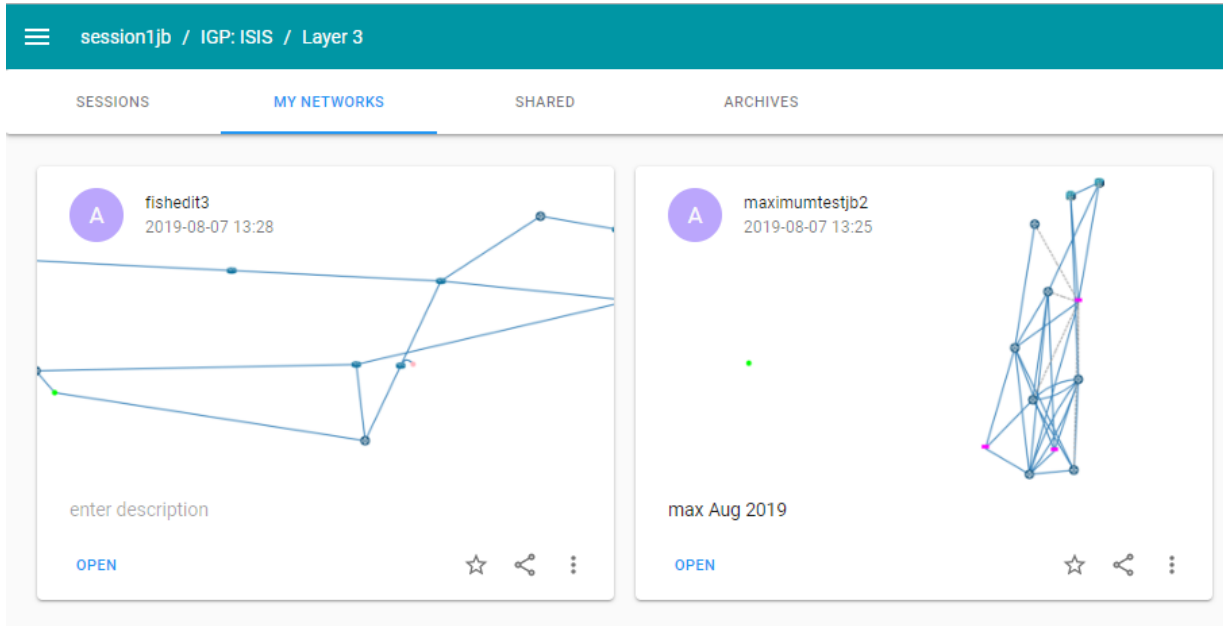 session1jb / IGP: ISIS / Layer 3
SESSIONS MY NETWORKS SHARED ARCHIVES
A
fishedit3
2019-08-07 13:28
enter description
OPEN
A
maximumtestjb2
2019-08-07 13:25
max Aug 2019
OPEN